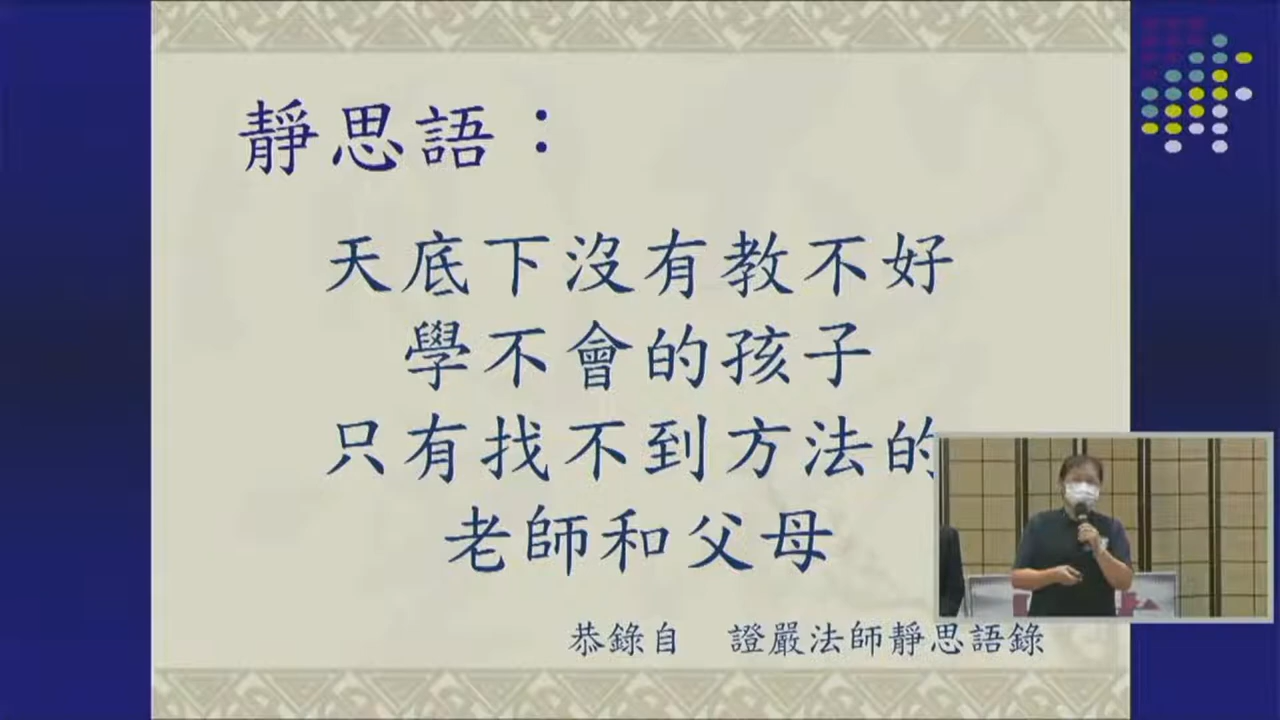 靜思語：
天底下沒有教不好
學不會的孩子
只有找不到方法的
老師和父母
恭錄自 證嚴法師靜思語錄